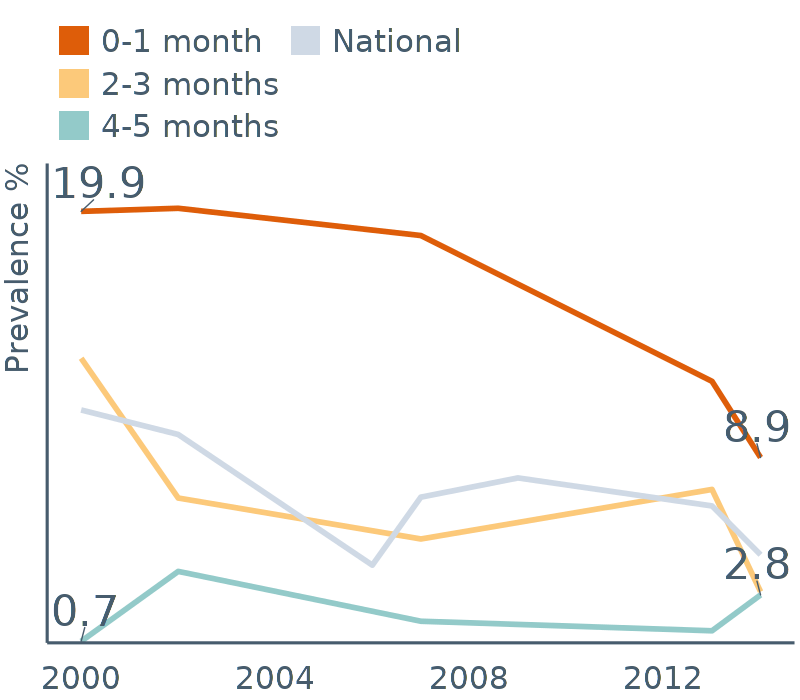 0-1 month National
2-3 months
4-5 months
Prevalence %
19.9
8.9
2.8
0.7
2000 2004 2008 2012